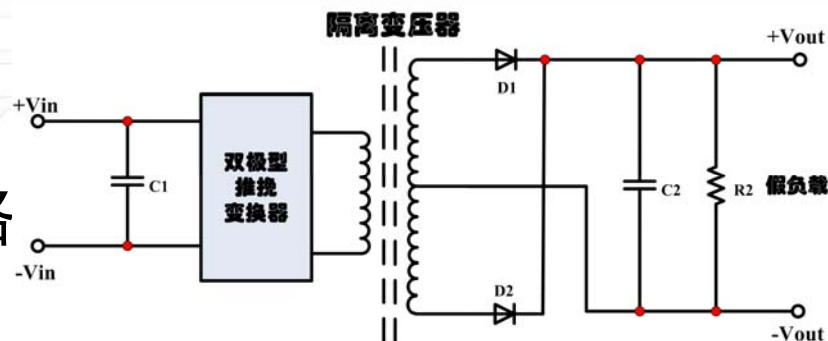 隔离变压器
+Vout
D1
+Vin
双极型
推挽
变换器
C1
C2
R2
假负载
-Vin
D2
-Vout